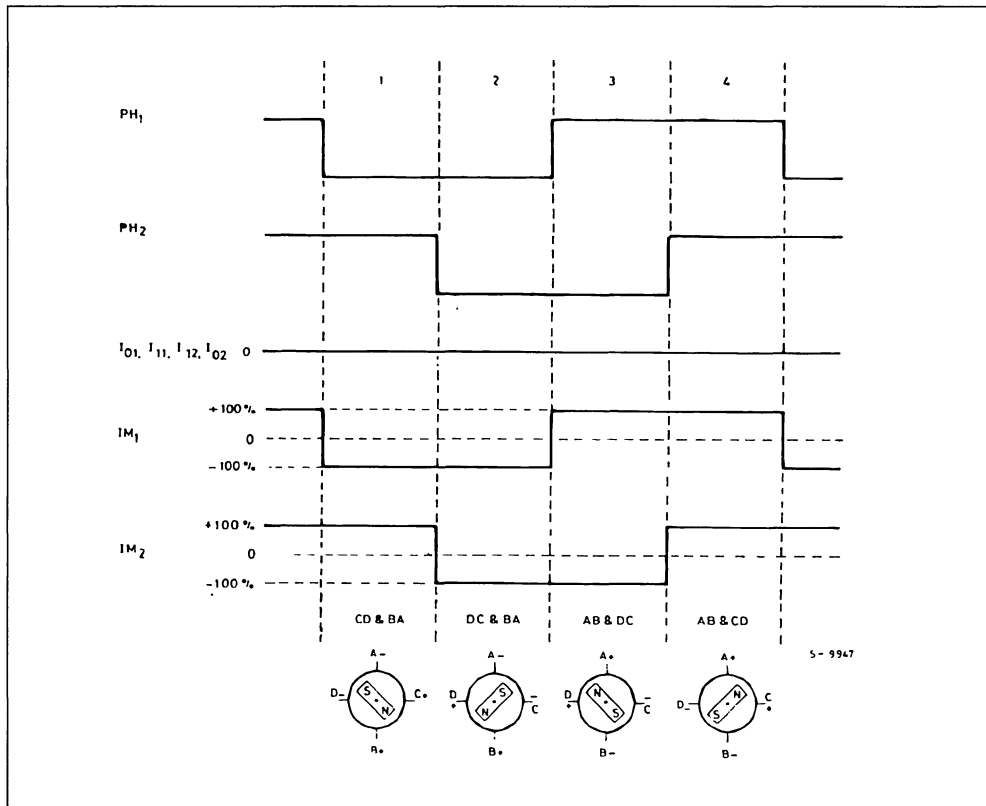 1 2 3 4
PH1
PH2
I01, I11, I12, I02 0
+100%
IM1 0
-100%
+100%
IM2 0
-100%
CD & BA DC & BA AB & DC AB & CD
S-9947
A- A- A+ A+
D- S N C+ D+ S N -C D+ N S -C D- N S C+
B+ B+ B- B-